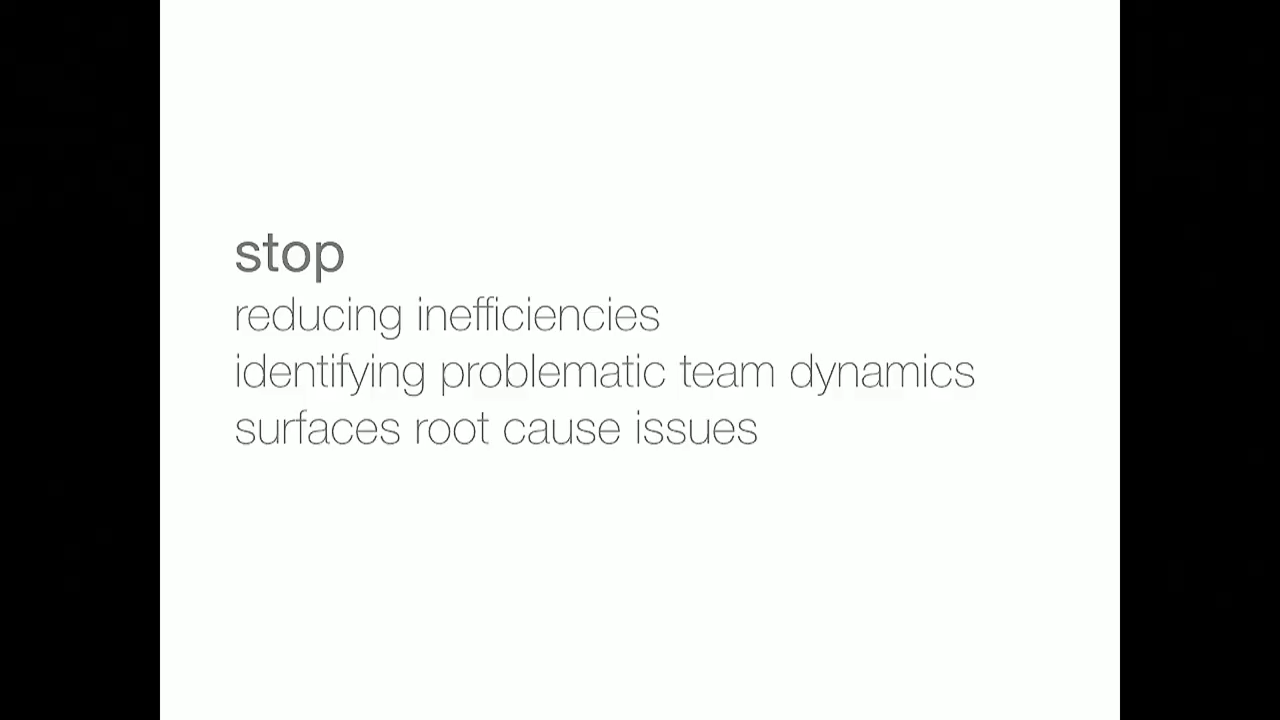 stop
reducing inefficiencies
identifying problematic team dynamics
surfaces root cause issues